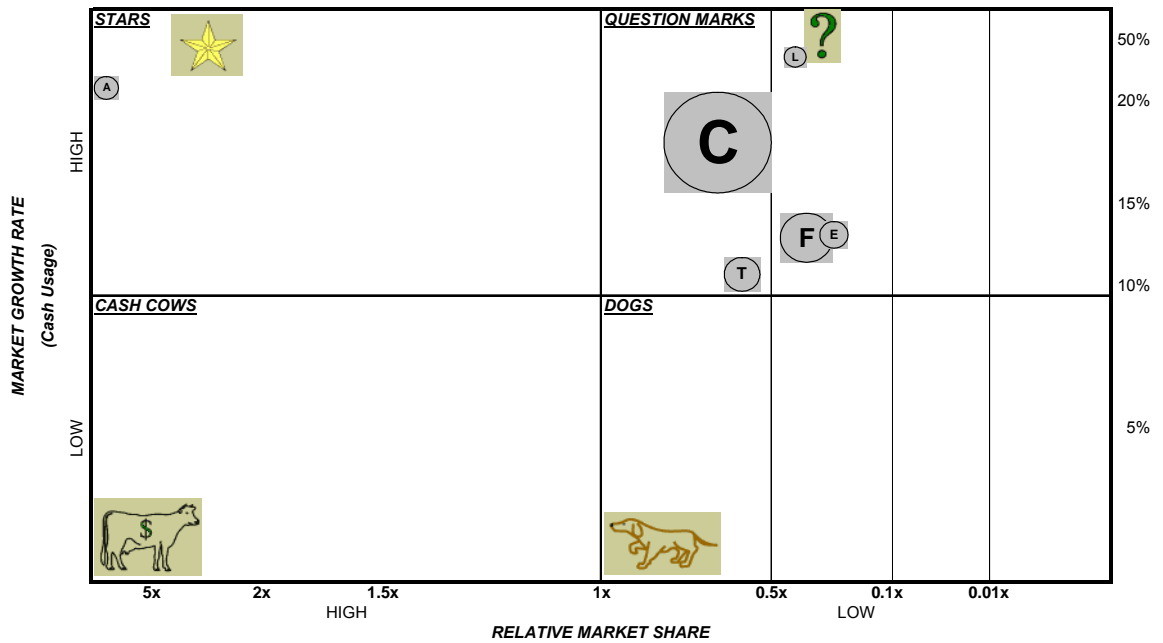 STARS
QUESTION MARKS
?
50%
L
A
20%
C
HIGH
15%
F
E
T
10%
MARKET GROWTH RATE
(Cash Usage)
CASH COWS
DOGS
LOW
5%
$
5x 2x 1.5x 1x 0.5x 0.1x 0.01x
HIGH LOW
RELATIVE MARKET SHARE